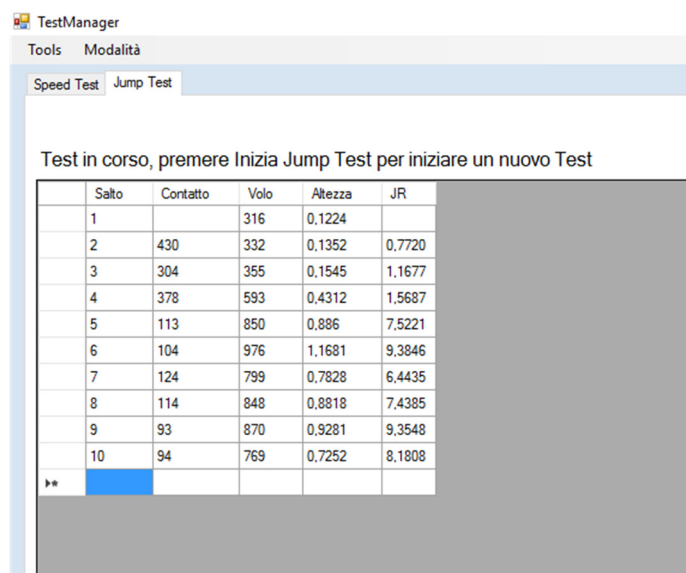 TestManager
Tools Modalità
Speed Test Jump Test
Test in corso, premere Inizia Jump Test per iniziare un nuovo Test
Salto Contatto Volo Altezza JR
1 316 0,1224
2 430 332 0,1352 0,7720
3 304 355 0,1545 1,1677
4 378 593 0,4312 1,5687
5 113 850 0,886 7,5221
6 104 976 1,1681 9,3846
7 124 799 0,7828 6,4435
8 114 848 0,8818 7,4385
9 93 870 0,9281 9,3548
10 94 769 0,7252 8,1808